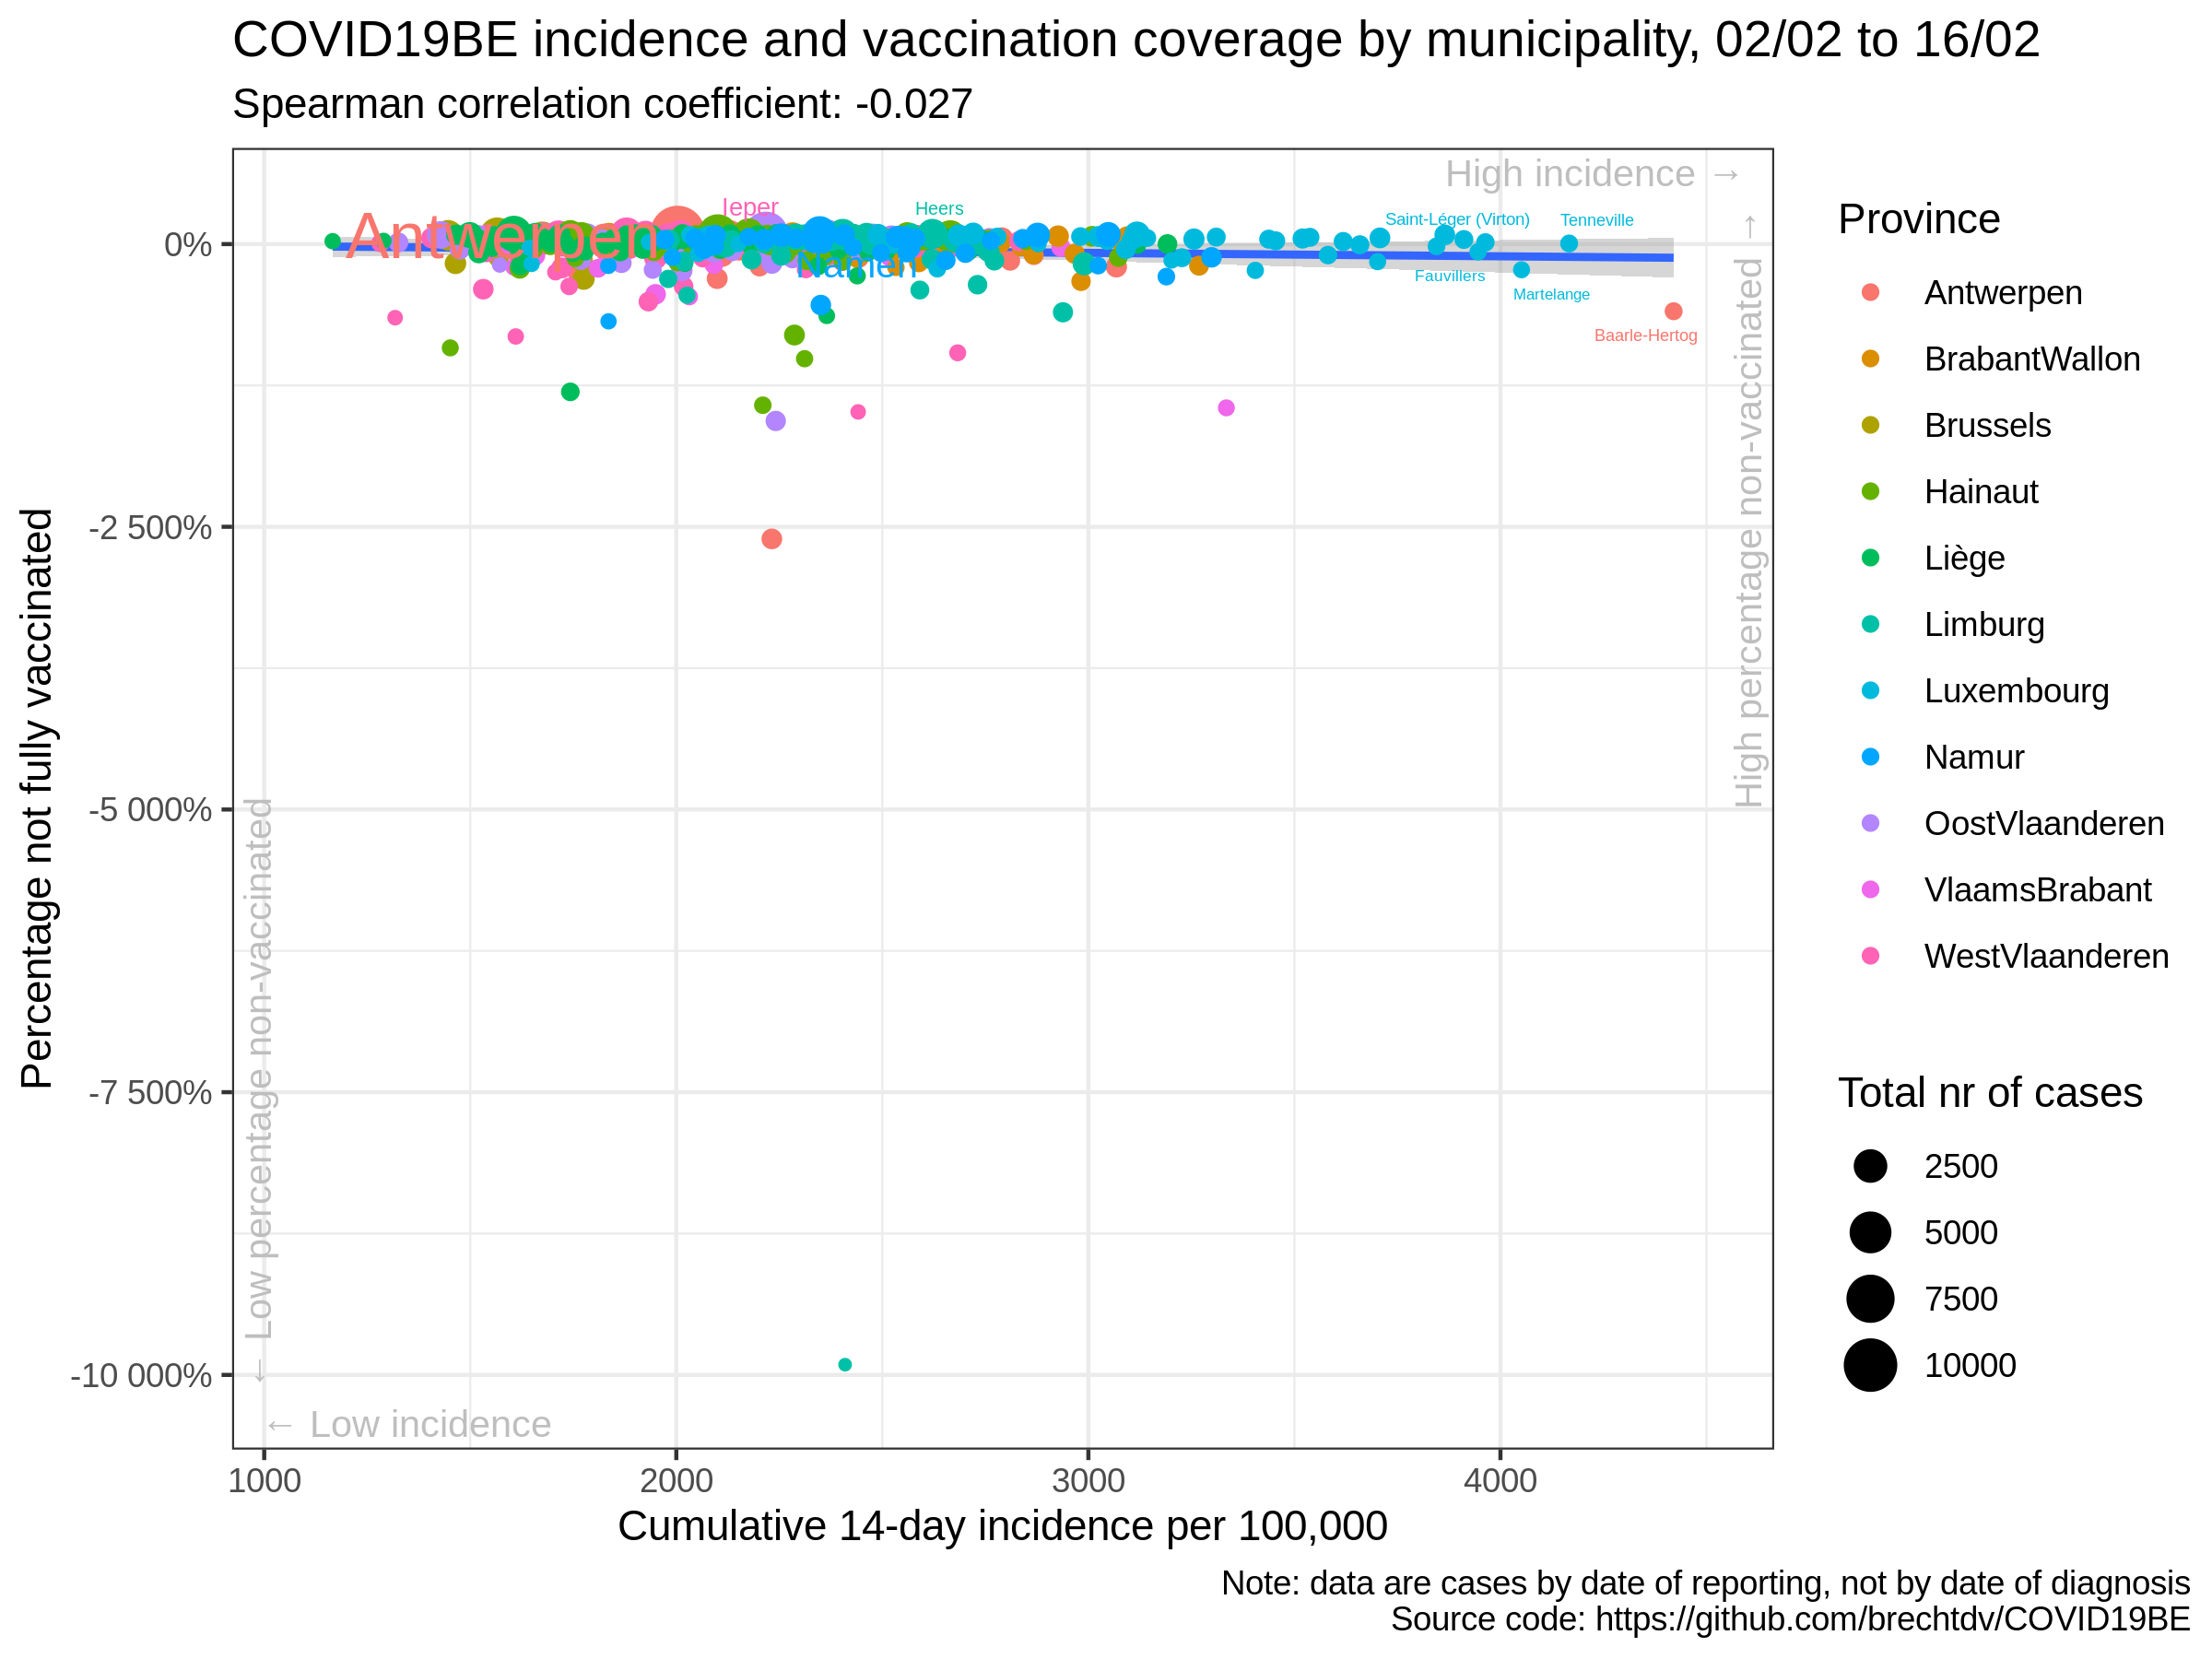 COVID19BE incidence and vaccination coverage by municipality, 02/02 to 16/02
Spearman correlation coefficient: -0.027
High incidence →
High percentage non-vaccinated →
← Low percentage non-vaccinated
← Low incidence
Antwerpen
Ieper
Namen
Heers
Saint-Léger (Virton)
Tenneville
Fauvillers
Martelange
Baarle-Hertog
Percentage not fully vaccinated
0%
-2 500%
-5 000%
-7 500%
-10 000%
1000
2000
3000
4000
Cumulative 14-day incidence per 100,000
Province
Antwerpen
BrabantWallon
Brussels
Hainaut
Liège
Limburg
Luxembourg
Namur
OostVlaanderen
VlaamsBrabant
WestVlaanderen
Total nr of cases
2500
5000
7500
10000
Note: data are cases by date of reporting, not by date of diagnosis
Source code: https://github.com/brechtdv/COVID19BE